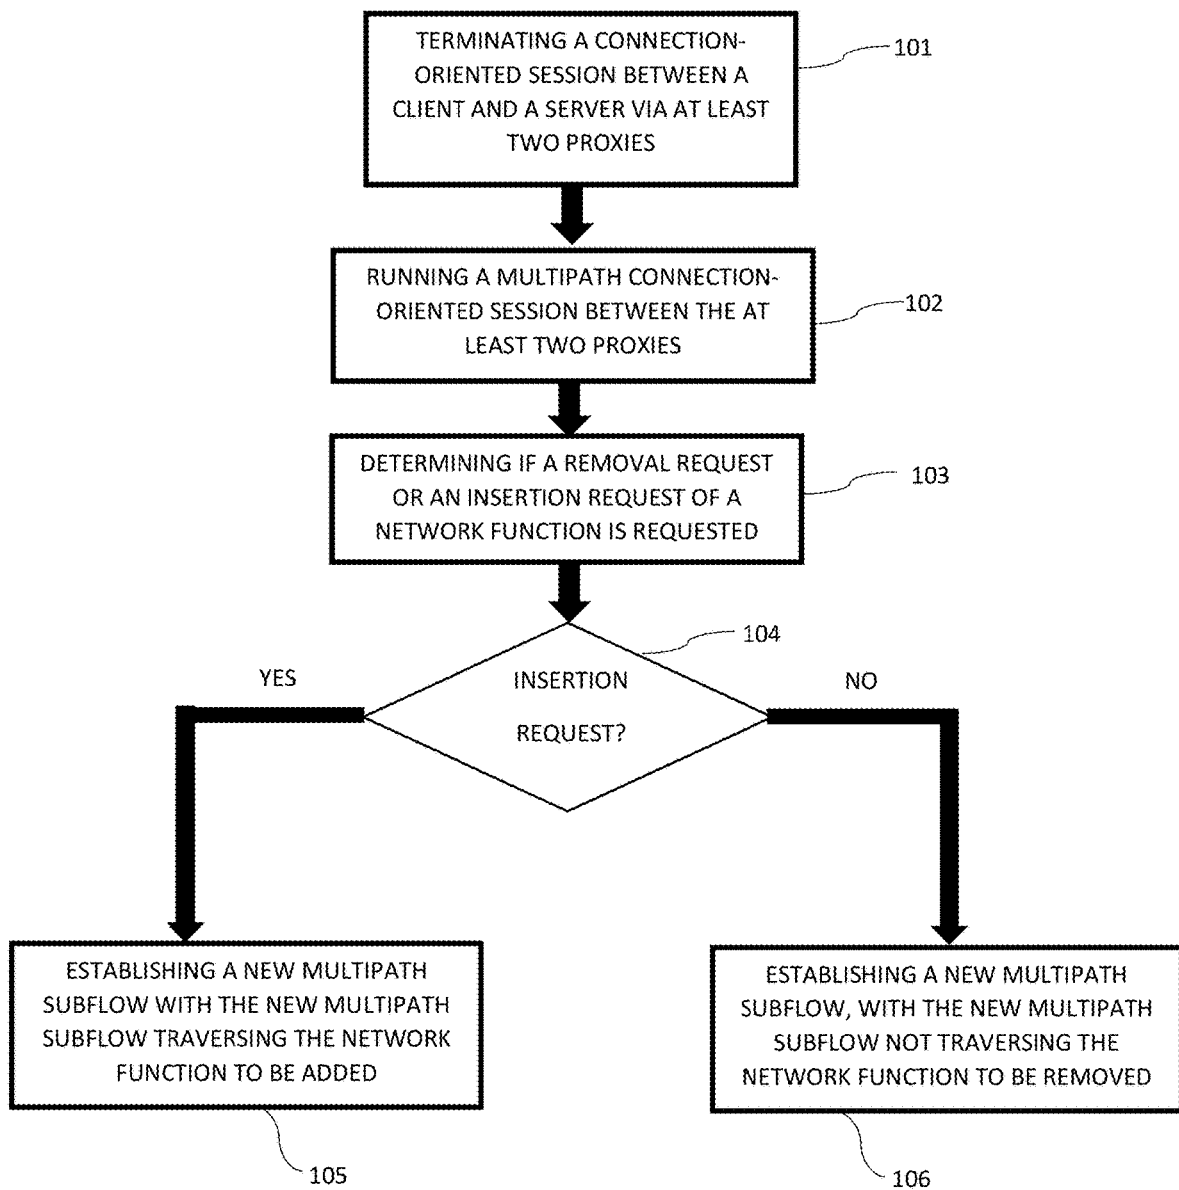 TERMINATING A CONNECTION-
ORIENTED SESSION BETWEEN A
CLIENT AND A SERVER VIA AT LEAST
TWO PROXIES
101
RUNNING A MULTIPATH CONNECTION-
ORIENTED SESSION BETWEEN THE AT
LEAST TWO PROXIES
102
DETERMINING IF A REMOVAL REQUEST
OR AN INSERTION REQUEST OF A
NETWORK FUNCTION IS REQUESTED
103
104
INSERTION
REQUEST?
YES
NO
ESTABLISHING A NEW MULTIPATH
SUBFLOW WITH THE NEW MULTIPATH
SUBFLOW TRAVERSING THE NETWORK
FUNCTION TO BE ADDED
105
ESTABLISHING A NEW MULTIPATH
SUBFLOW, WITH THE NEW MULTIPATH
SUBFLOW NOT TRAVERSING THE
NETWORK FUNCTION TO BE REMOVED
106